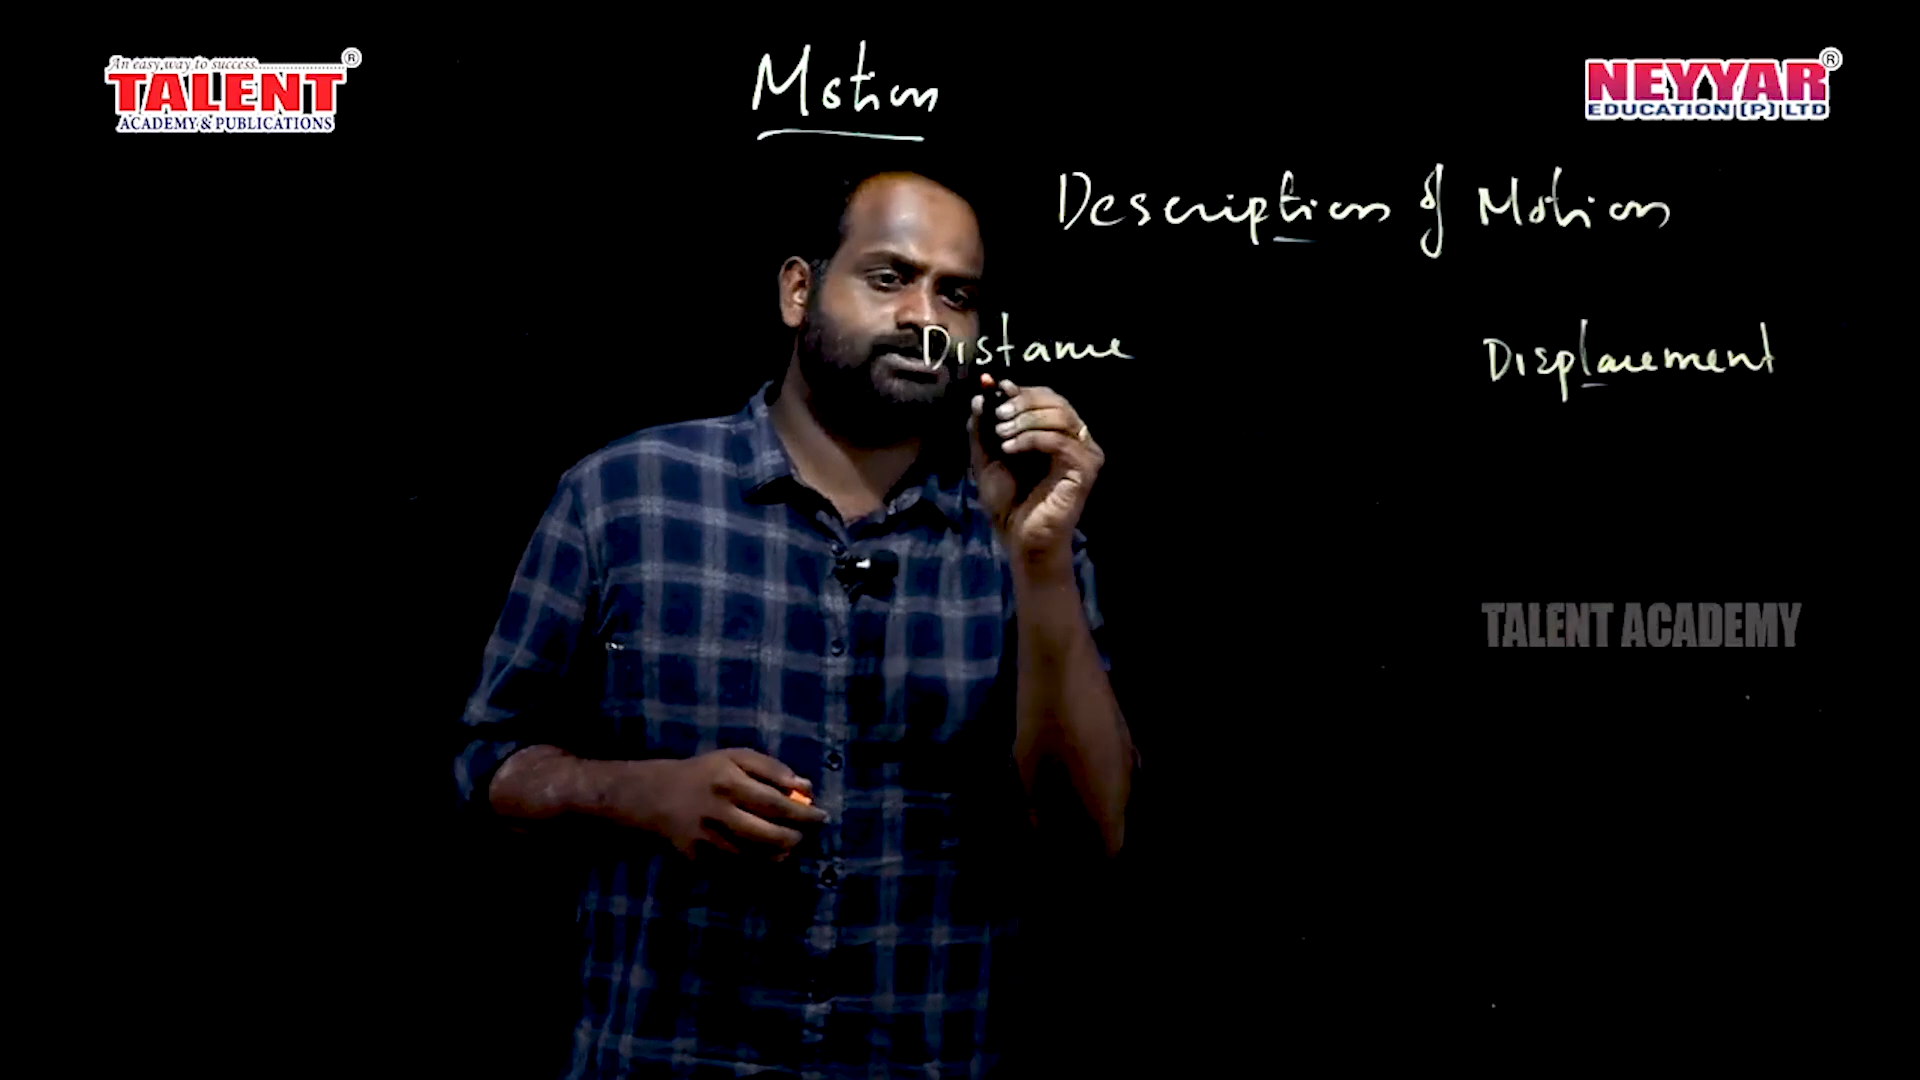 An easy way to success
TALENT
ACADEMY & PUBLICATIONS
NEYYAR
EDUCATION (P) LTD
Motion
Description of Motion
Distance
Displacement
TALENT ACADEMY